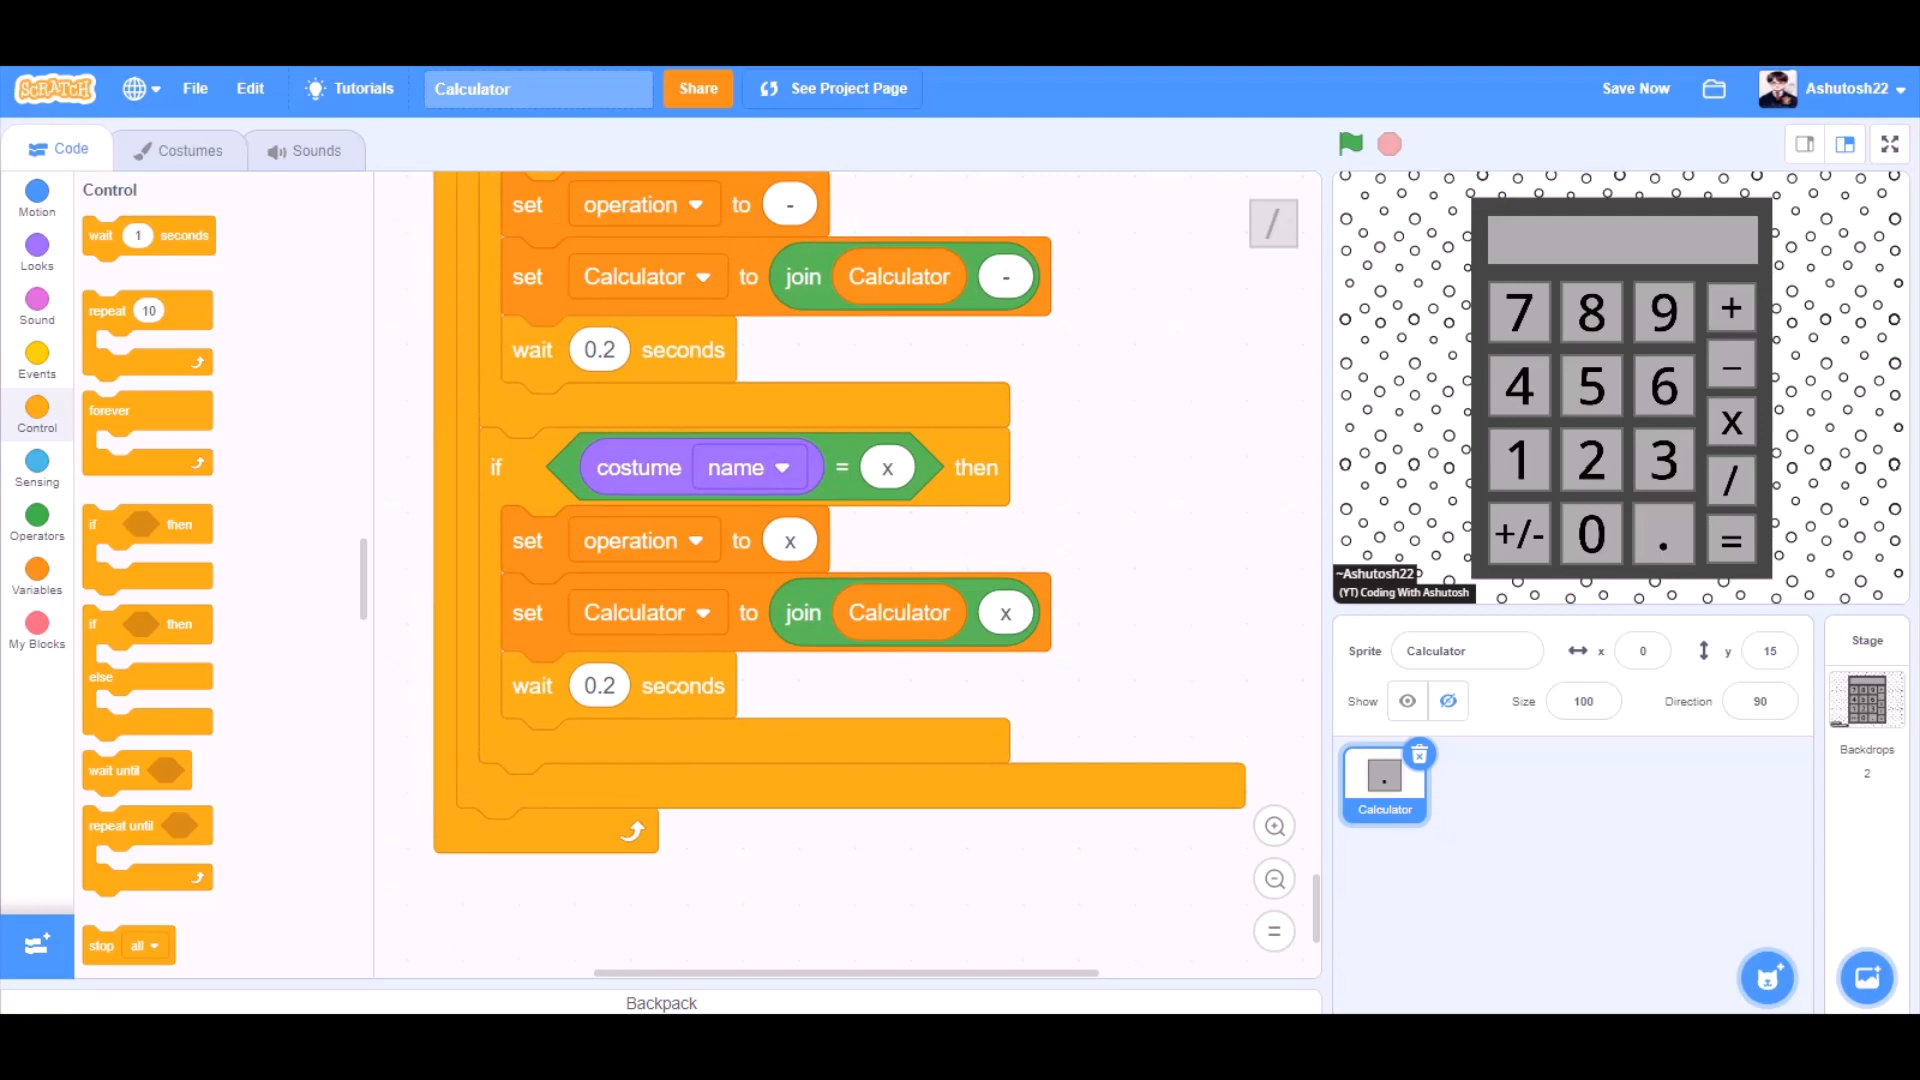 SCRATCH File Edit Tutorials Calculator Share See Project Page Save Now Ashutosh22
Code Costumes Sounds
Motion
Looks
Sound
Events
Control
Sensing
Operators
Variables
My Blocks
Control
wait 1 seconds
repeat 10
forever
if then
if then
else
wait until
repeat until
stop all
set operation to -
set Calculator to join Calculator -
wait 0.2 seconds
if costume name = x then
set operation to x
set Calculator to join Calculator x
wait 0.2 seconds
/
=
Backpack
7 8 9 +
4 5 6 -
1 2 3 x
/
+/- 0 . =
~Ashutosh22
(YT) Coding With Ashutosh
Sprite Calculator x 0 y 15
Show Size 100 Direction 90
.
Calculator
Stage
Backdrops
2